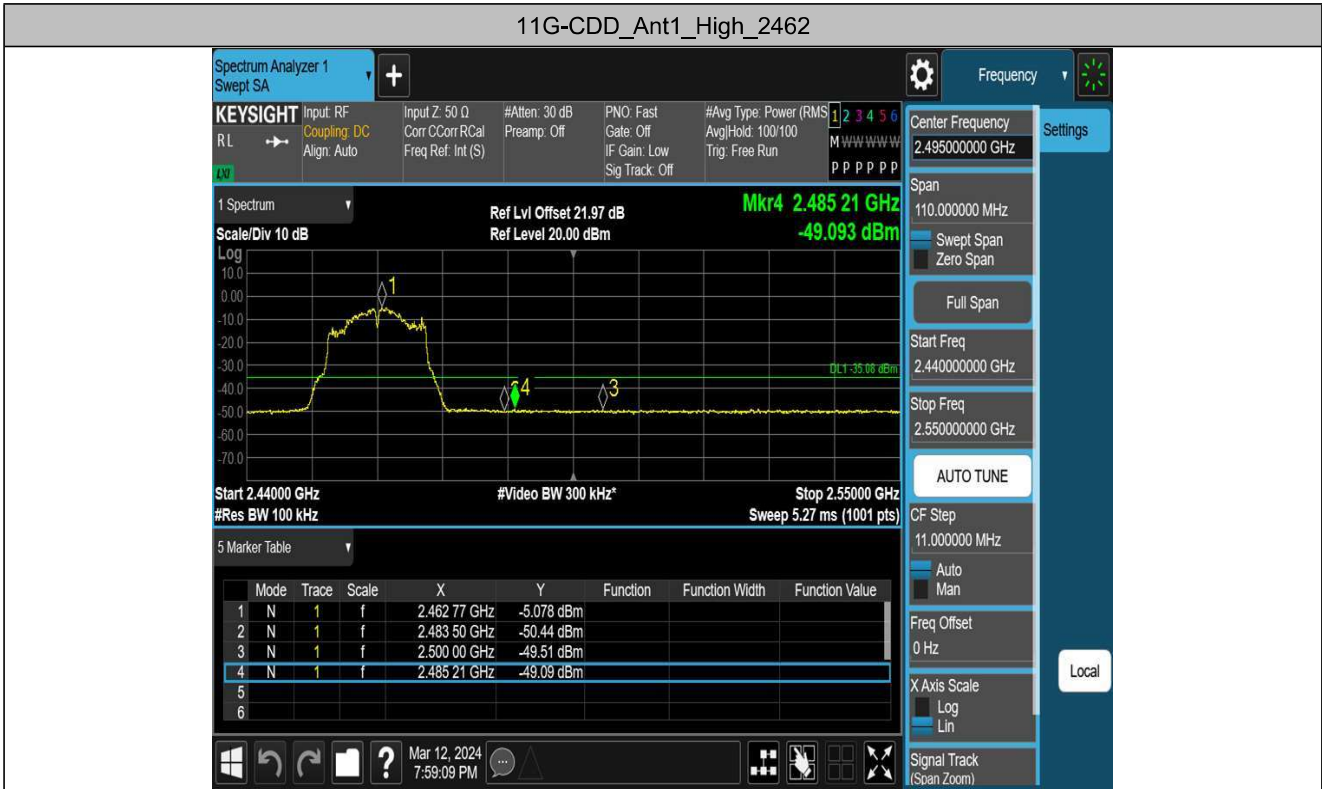 11G-CDD_Ant1_High_2462
Spectrum Analyzer 1
Swept SA
+
Frequency
KEYSIGHT
RL
LXI
Input: RF
Coupling: DC
Align: Auto
Input Z: 50 Ω
Corr CCorr RCal
Freq Ref: Int (S)
#Atten: 30 dB
Preamp: Off
PNO: Fast
Gate: Off
IF Gain: Low
Sig Track: Off
#Avg Type: Power (RMS
Avg|Hold: 100/100
Trig: Free Run
1 2 3 4 5 6
M W W W W W
P P P P P P
1 Spectrum
Scale/Div 10 dB
Ref Lvl Offset 21.97 dB
Ref Level 20.00 dBm
Mkr4 2.485 21 GHz
-49.093 dBm
Log
10.0
0.00
-10.0
-20.0
-30.0
-40.0
-50.0
-60.0
-70.0
1
4
3
DL1 -35.08 dBm
Start 2.44000 GHz
#Video BW 300 kHz*
Stop 2.55000 GHz
#Res BW 100 kHz
Sweep 5.27 ms (1001 pts)
5 Marker Table
Mode Trace Scale X Y Function Function Width Function Value
1 N 1 f 2.462 77 GHz -5.078 dBm
2 N 1 f 2.483 50 GHz -50.44 dBm
3 N 1 f 2.500 00 GHz -49.51 dBm
4 N 1 f 2.485 21 GHz -49.09 dBm
5
6
Mar 12, 2024
7:59:09 PM
?
Center Frequency
2.495000000 GHz
Settings
Span
110.000000 MHz
Swept Span
Zero Span
Full Span
Start Freq
2.440000000 GHz
Stop Freq
2.550000000 GHz
AUTO TUNE
CF Step
11.000000 MHz
Auto
Man
Freq Offset
0 Hz
Local
X Axis Scale
Log
Lin
Signal Track
(Span Zoom)